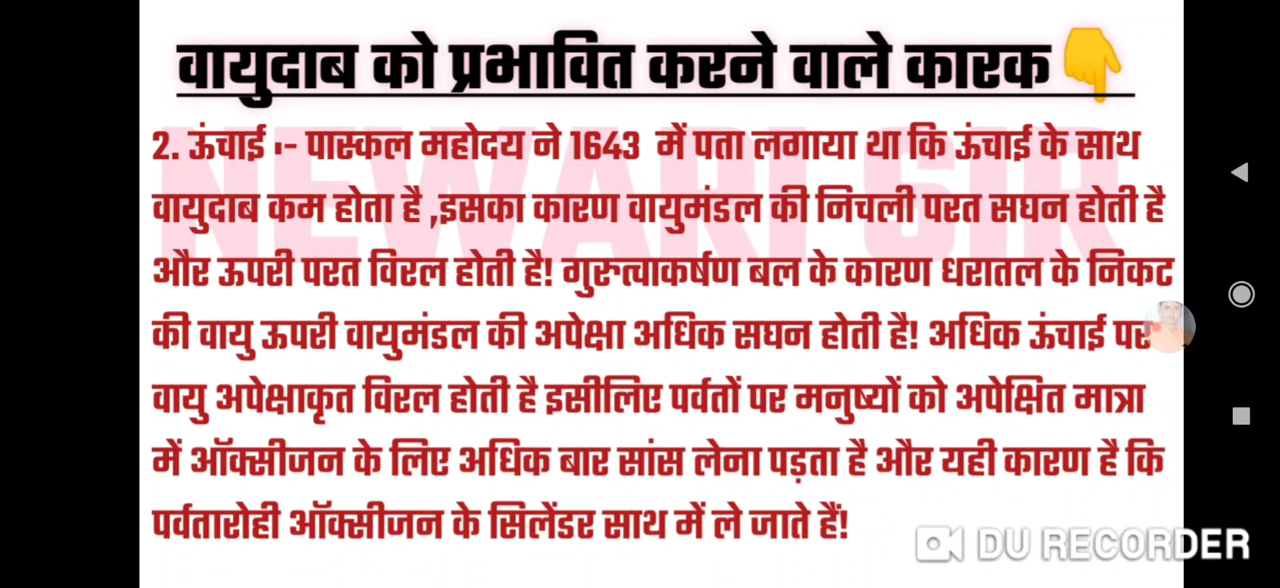 वायुदाब को प्रभावित करने वाले कारक
NEWARI SIR
2. ऊंचाई :- पास्कल महोदय ने 1643 में पता लगाया था कि ऊंचाई के साथ
वायुदाब कम होता है ,इसका कारण वायुमंडल की निचली परत सघन होती है
और ऊपरी परत विरल होती है! गुरुत्वाकर्षण बल के कारण धरातल के निकट
की वायु ऊपरी वायुमंडल की अपेक्षा अधिक सघन होती है! अधिक ऊंचाई पर
वायु अपेक्षाकृत विरल होती है इसीलिए पर्वतों पर मनुष्यों को अपेक्षित मात्रा
में ऑक्सीजन के लिए अधिक बार सांस लेना पड़ता है और यही कारण है कि
पर्वतारोही ऑक्सीजन के सिलेंडर साथ में ले जाते हैं!
DU RECORDER